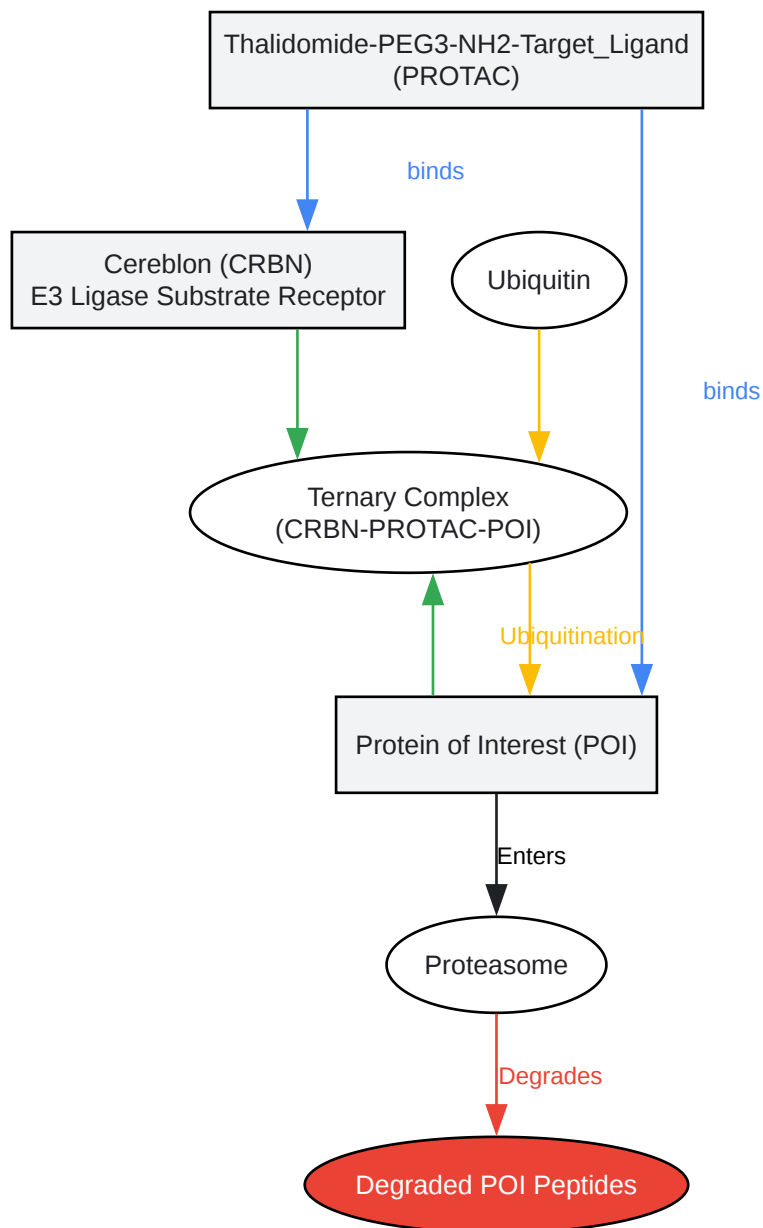 Thalidomide-PEG3-NH2-Target_Ligand
(PROTAC)
binds
Cereblon (CRBN)
E3 Ligase Substrate Receptor
Ubiquitin
binds
Ternary Complex
(CRBN-PROTAC-POI)
Ubiquitination
Protein of Interest (POI)
Enters
Proteasome
Degrades
Degraded POI Peptides